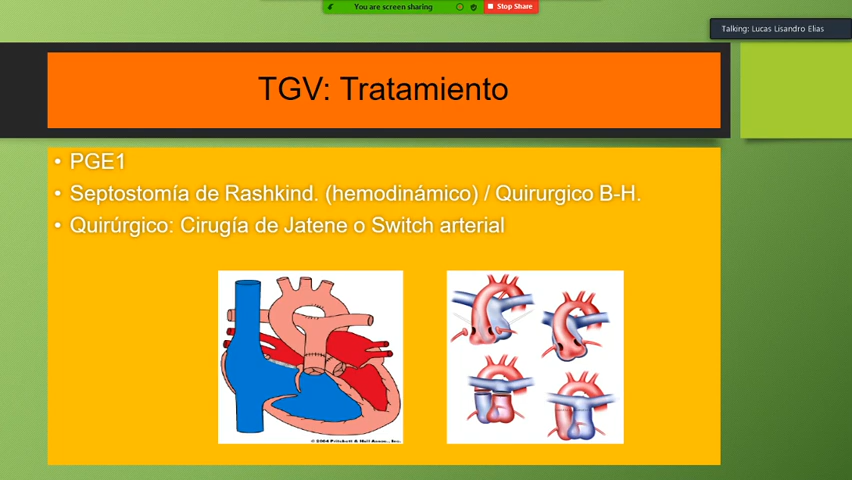 You are screen sharing
Stop Share
Talking: Lucas Lisandro Elias
TGV: Tratamiento
• PGE1
• Septostomía de Rashkind. (hemodinámico) / Quirurgico B-H.
• Quirúrgico: Cirugía de Jatene o Switch arterial